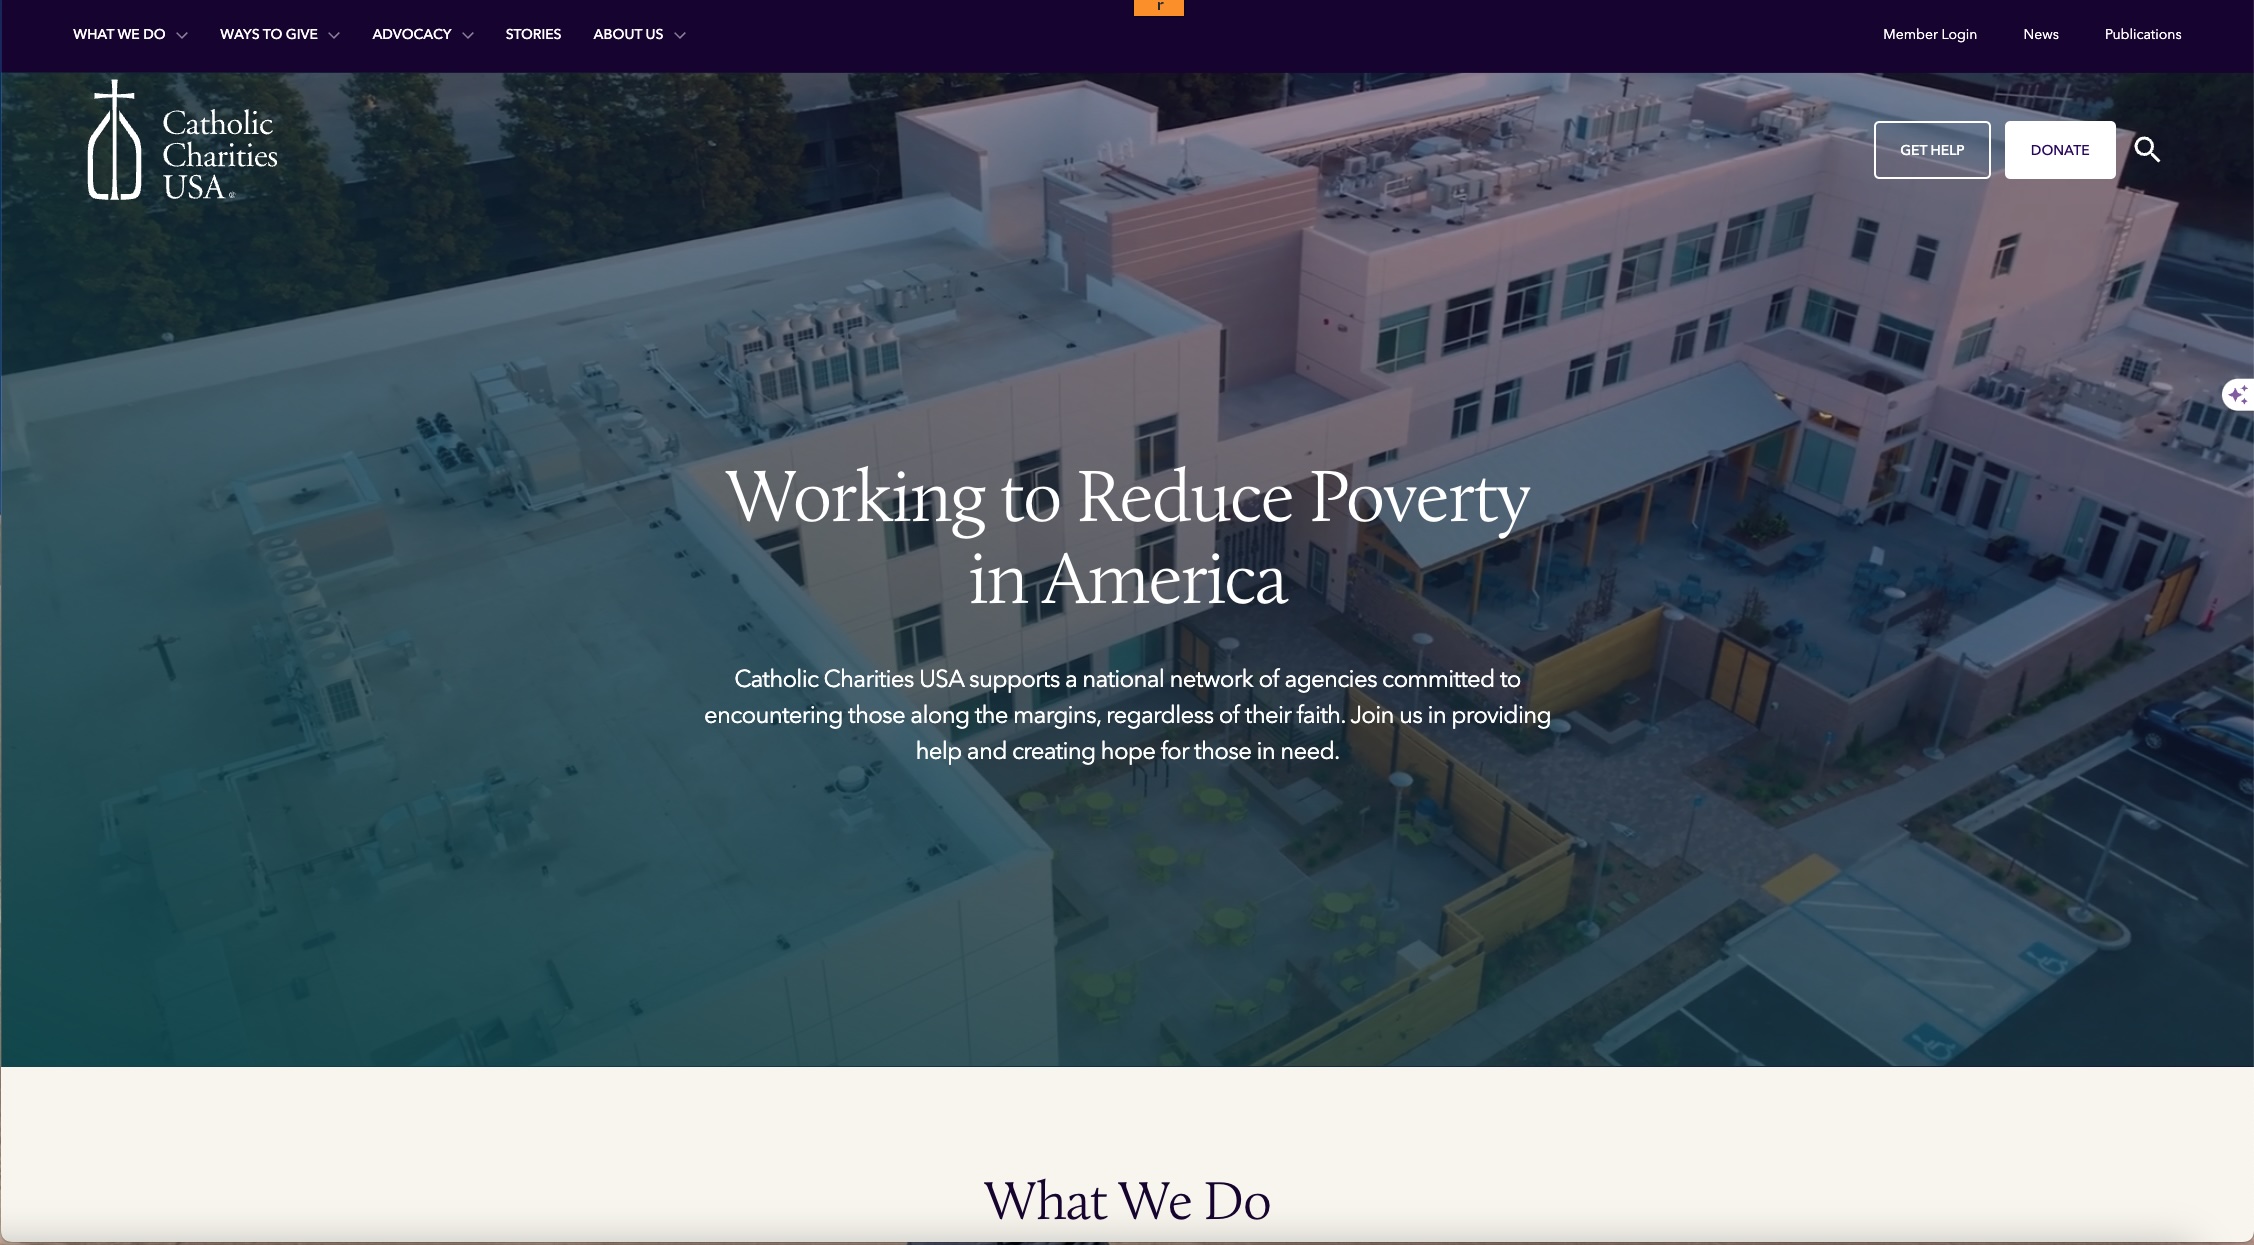 r
WHAT WE DO WAYS TO GIVE ADVOCACY STORIES ABOUT US Member Login News Publications
Catholic
Charities
USA
GET HELP DONATE
Working to Reduce Poverty
in America
Catholic Charities USA supports a national network of agencies committed to
encountering those along the margins, regardless of their faith. Join us in providing
help and creating hope for those in need.
What We Do